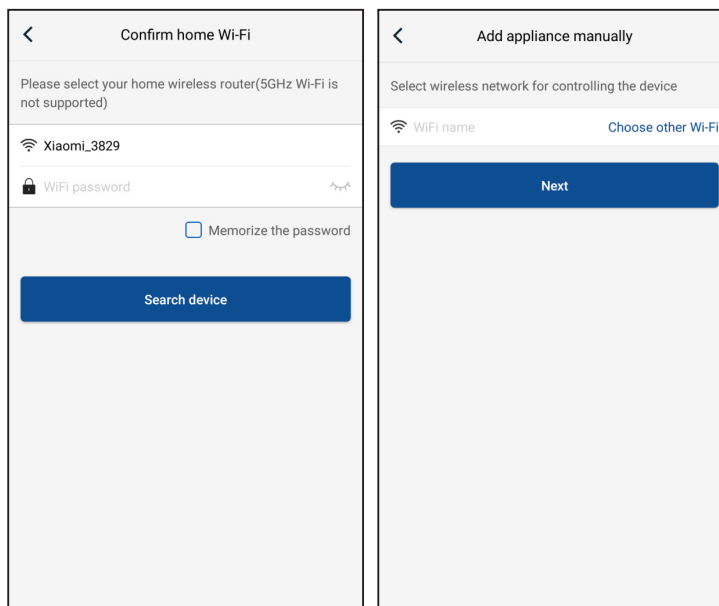 Confirm home Wi-Fi
Please select your home wireless router(5GHz Wi-Fi is
not supported)
Xiaomi_3829
WiFi password
Memorize the password
Search device
Add appliance manually
Select wireless network for controlling the device
WiFi name
Choose other Wi-Fi
Next